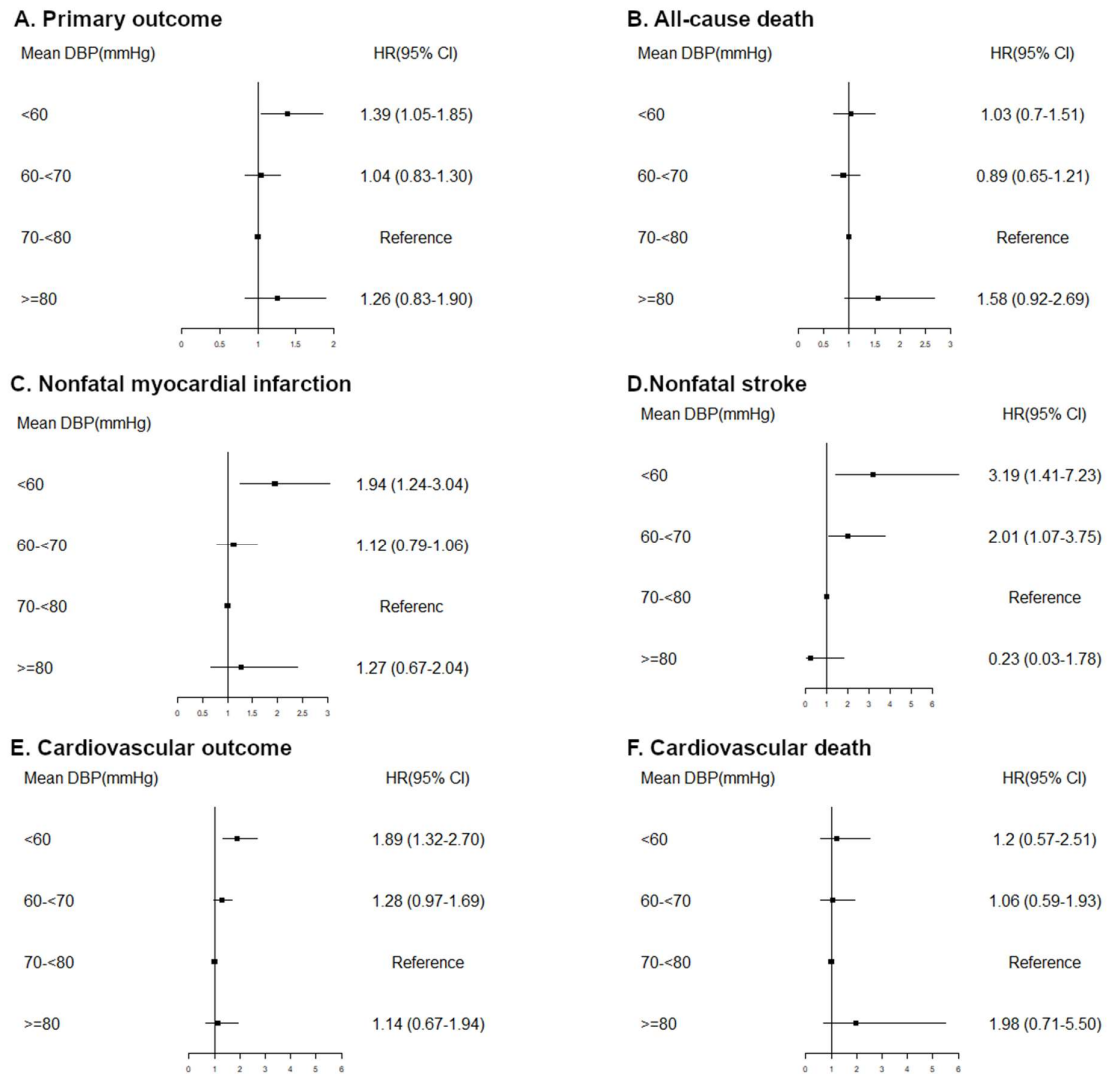 A. Primary outcome
Mean DBP(mmHg) HR(95% CI)
<60 1.39 (1.05-1.85)
60-<70 1.04 (0.83-1.30)
70-<80 Reference
>=80 1.26 (0.83-1.90)
0 0.5 1 1.5 2
B. All-cause death
Mean DBP(mmHg) HR(95% CI)
<60 1.03 (0.7-1.51)
60-<70 0.89 (0.65-1.21)
70-<80 Reference
>=80 1.58 (0.92-2.69)
0 0.5 1 1.5 2 2.5 3
C. Nonfatal myocardial infarction
Mean DBP(mmHg)
<60 1.94 (1.24-3.04)
60-<70 1.12 (0.79-1.06)
70-<80 Referenc
>=80 1.27 (0.67-2.04)
0 0.5 1 1.5 2 2.5 3
D.Nonfatal stroke
Mean DBP(mmHg) HR(95% CI)
<60 3.19 (1.41-7.23)
60-<70 2.01 (1.07-3.75)
70-<80 Reference
>=80 0.23 (0.03-1.78)
0 1 2 3 4 5 6
E. Cardiovascular outcome
Mean DBP(mmHg) HR(95% CI)
<60 1.89 (1.32-2.70)
60-<70 1.28 (0.97-1.69)
70-<80 Reference
>=80 1.14 (0.67-1.94)
0 1 2 3 4 5 6
F. Cardiovascular death
Mean DBP(mmHg) HR(95% CI)
<60 1.2 (0.57-2.51)
60-<70 1.06 (0.59-1.93)
70-<80 Reference
>=80 1.98 (0.71-5.50)
0 1 2 3 4 5 6